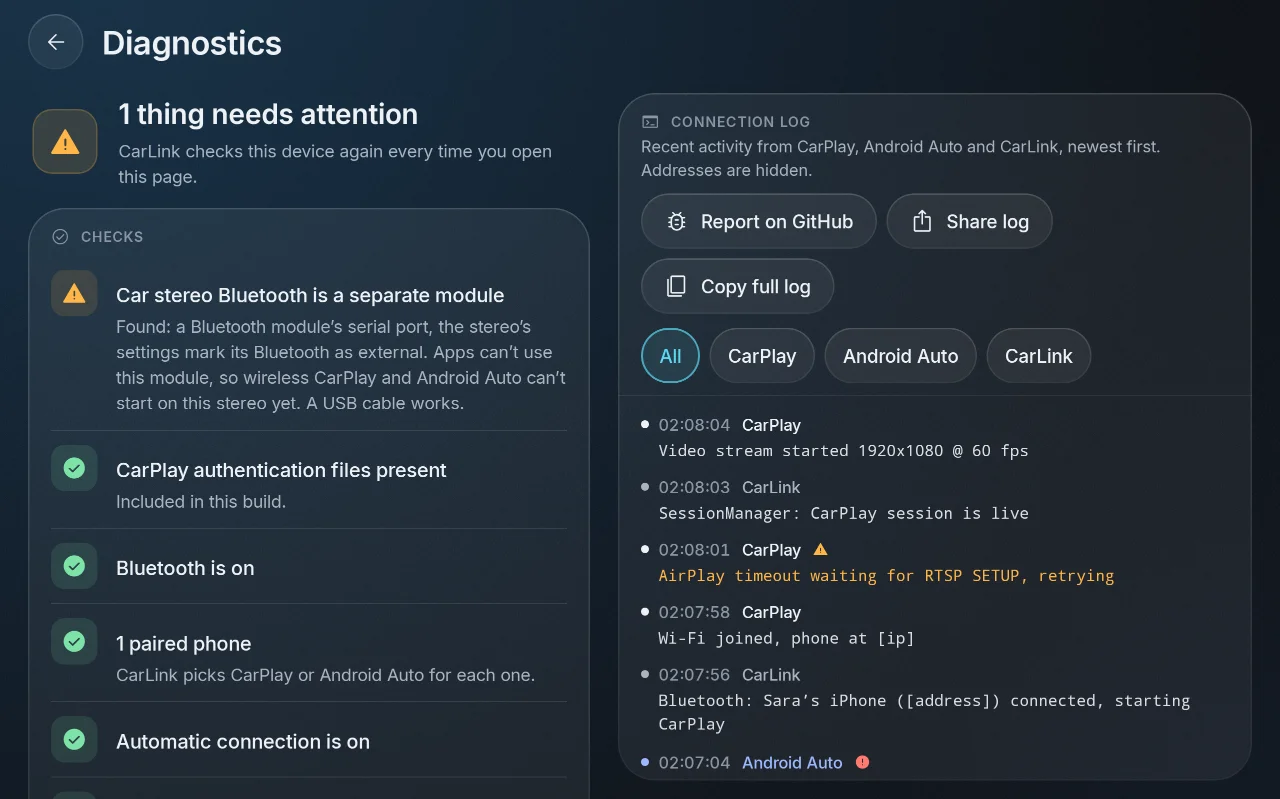 Diagnostics
1 thing needs attention
CarLink checks this device again every time you open
this page.
CHECKS
Car stereo Bluetooth is a separate module
Found: a Bluetooth module’s serial port, the stereo’s
settings mark its Bluetooth as external. Apps can’t use
this module, so wireless CarPlay and Android Auto can’t
start on this stereo yet. A USB cable works.
CarPlay authentication files present
Included in this build.
Bluetooth is on
1 paired phone
CarLink picks CarPlay or Android Auto for each one.
Automatic connection is on
CONNECTION LOG
Recent activity from CarPlay, Android Auto and CarLink, newest first.
Addresses are hidden.
Report on GitHub
Share log
Copy full log
All
CarPlay
Android Auto
CarLink
02:08:04 CarPlay
Video stream started 1920x1080 @ 60 fps
02:08:03 CarLink
SessionManager: CarPlay session is live
02:08:01 CarPlay
AirPlay timeout waiting for RTSP SETUP, retrying
02:07:58 CarPlay
Wi-Fi joined, phone at [ip]
02:07:56 CarLink
Bluetooth: Sara’s iPhone ([address]) connected, starting
CarPlay
02:07:04 Android Auto